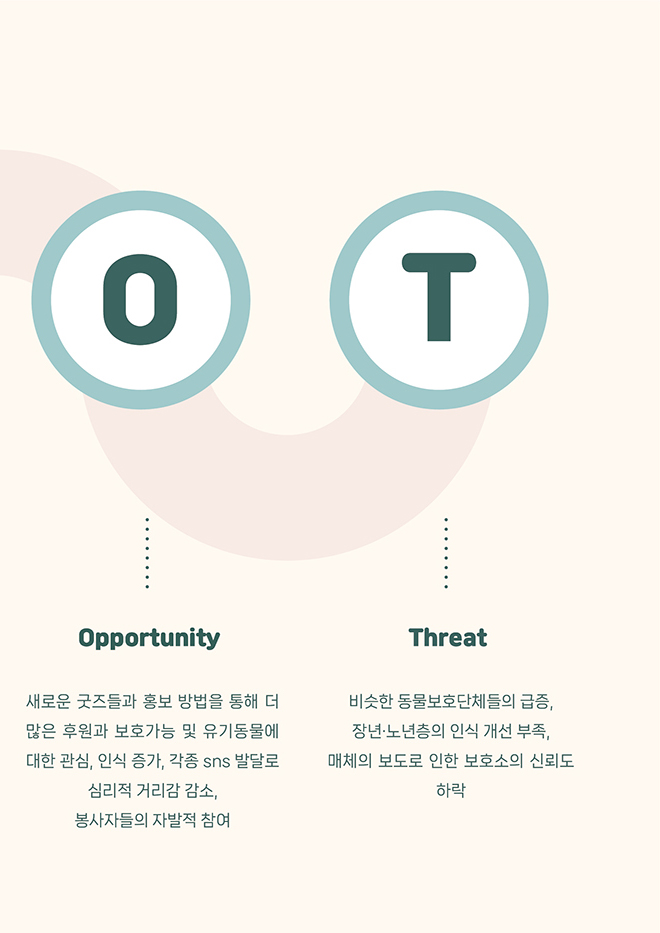 O
T
Opportunity
새로운 굿즈들과 홍보 방법을 통해 더
많은 후원과 보호가능 및 유기동물에
대한 관심, 인식 증가, 각종 sns 발달로
심리적 거리감 감소,
봉사자들의 자발적 참여
Threat
비슷한 동물보호단체들의 급증,
장년·노년층의 인식 개선 부족,
매체의 보도로 인한 보호소의 신뢰도
하락